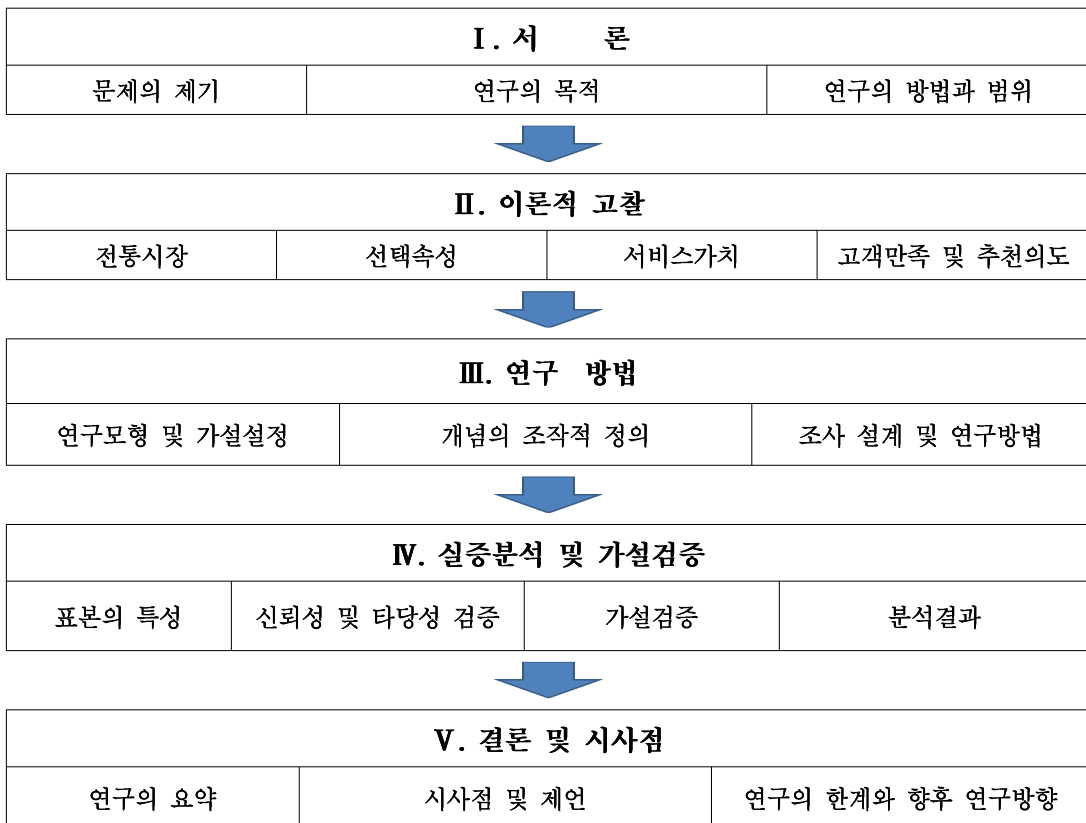 Ⅰ. 서 론
문제의 제기 연구의 목적 연구의 방법과 범위
Ⅱ. 이론적 고찰
전통시장 선택속성 서비스가치 고객만족 및 추천의도
Ⅲ. 연구 방법
연구모형 및 가설설정 개념의 조작적 정의 조사 설계 및 연구방법
Ⅳ. 실증분석 및 가설검증
표본의 특성 신뢰성 및 타당성 검증 가설검증 분석결과
Ⅴ. 결론 및 시사점
연구의 요약 시사점 및 제언 연구의 한계와 향후 연구방향